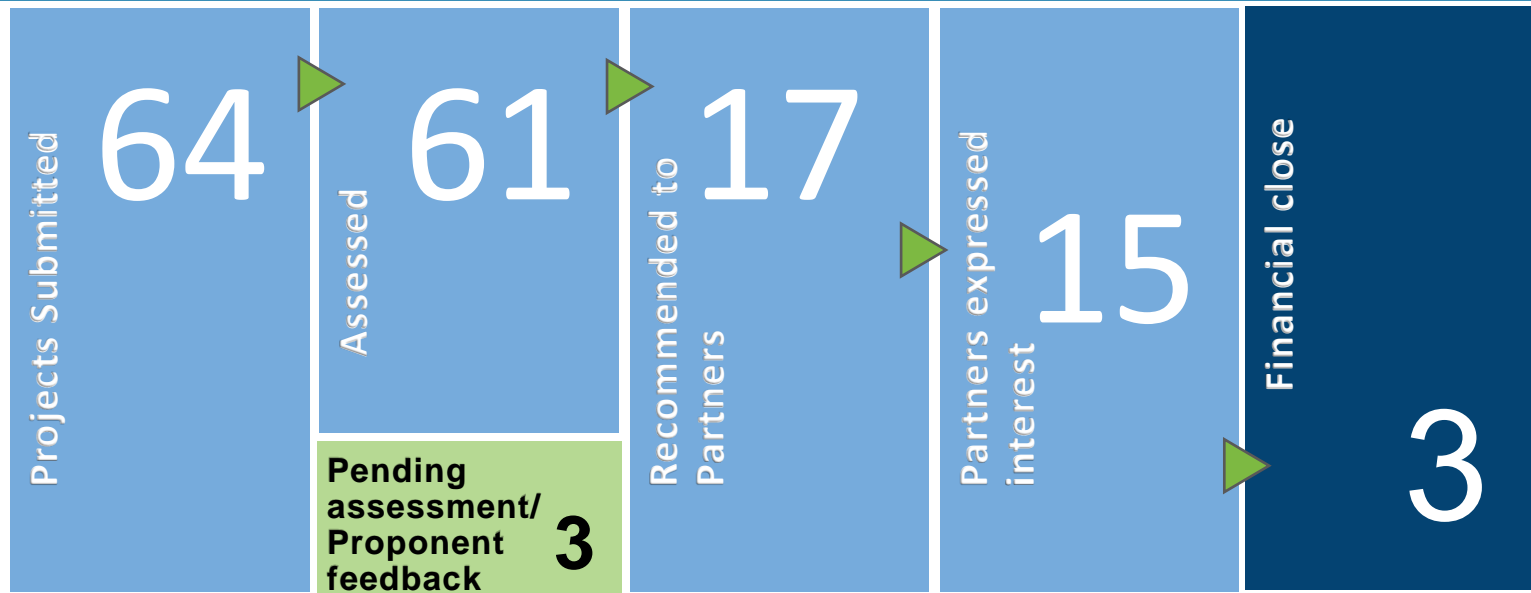 Projects Submitted
64
Assessed
61
Pending
assessment/
Proponent
feedback
3
Recommended to
Partners
17
Partners expressed
interest
15
Financial close
3